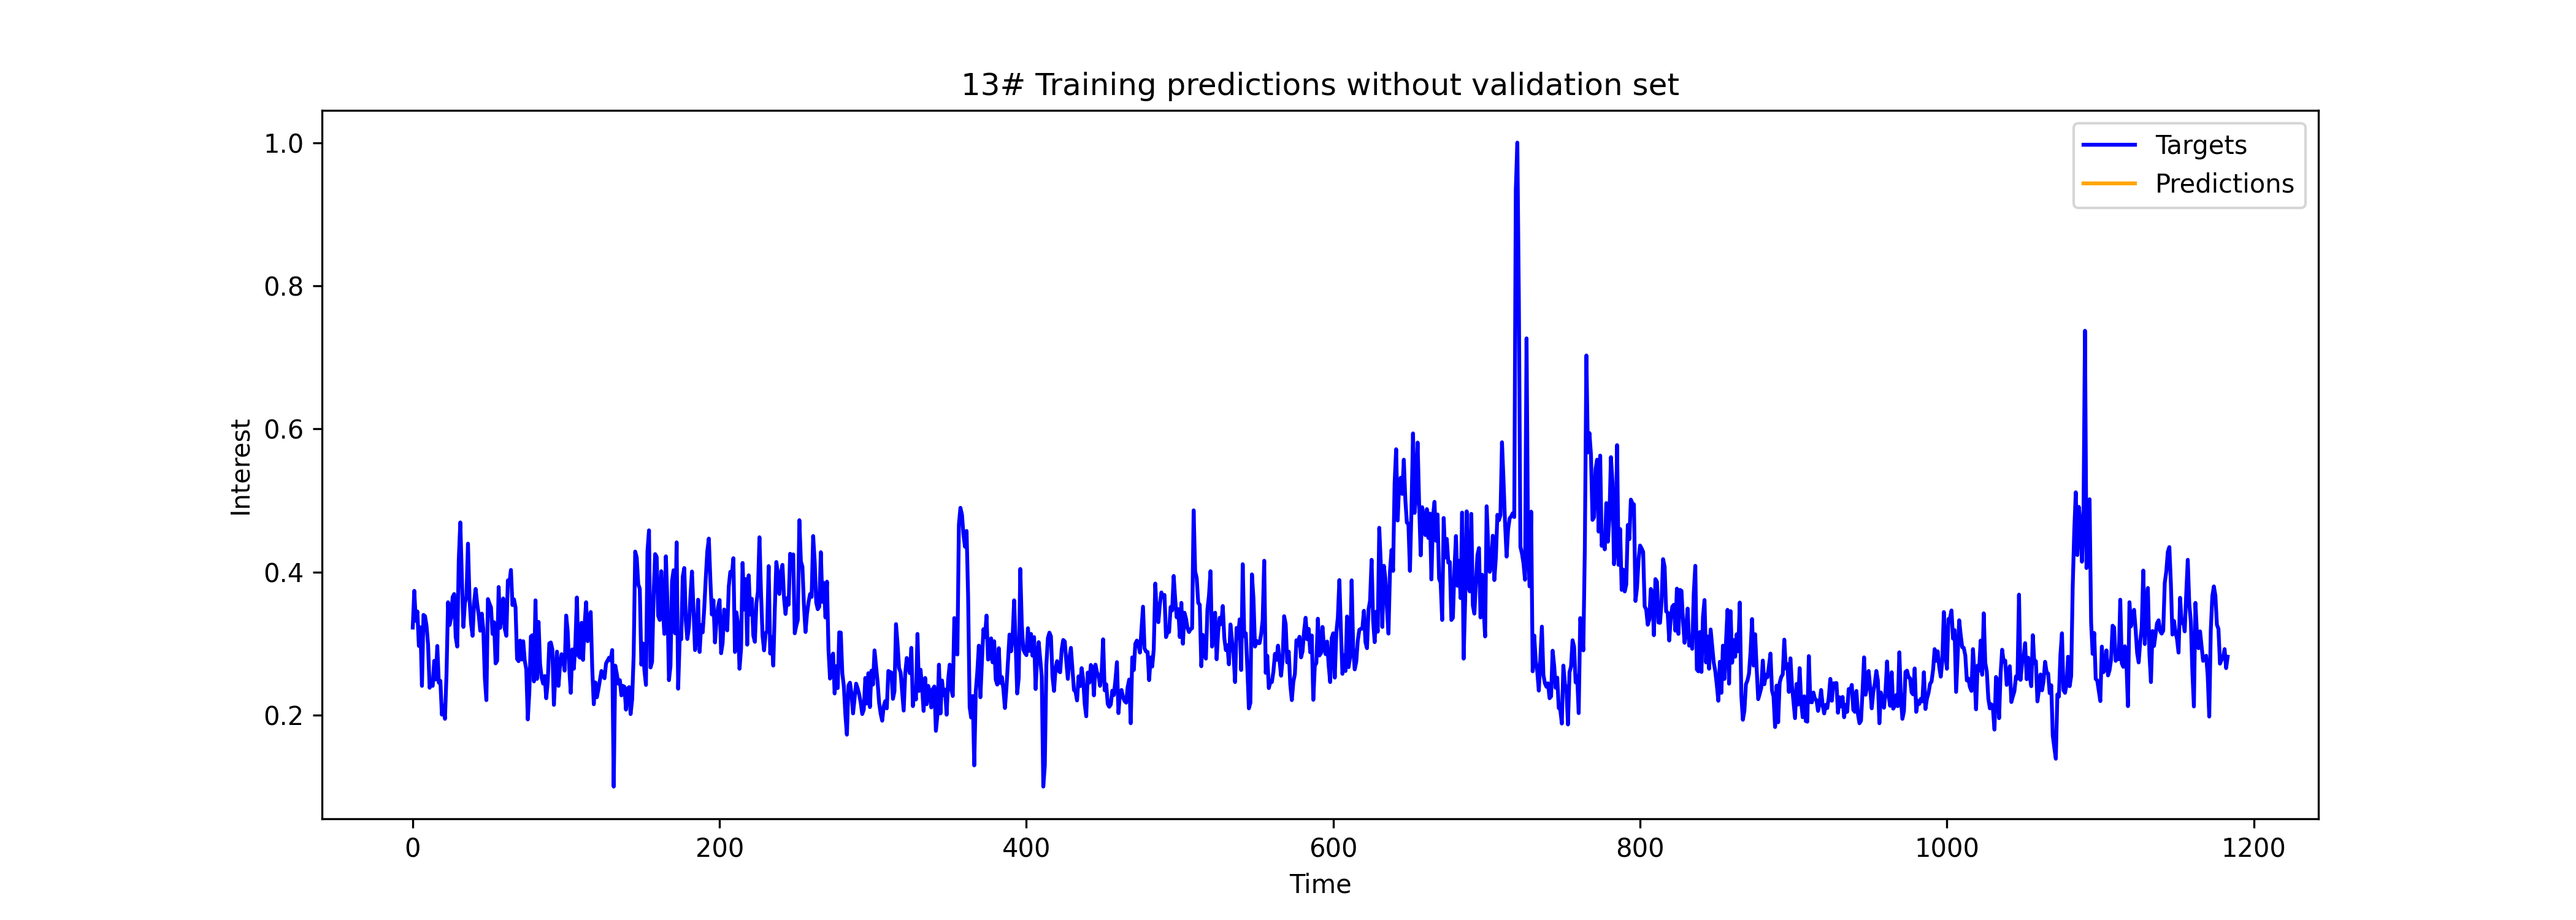 13# Training predictions without validation set
Targets
Predictions
1.0
0.8
0.6
0.4
0.2
Interest
0 200 400 600 800 1000 1200
Time